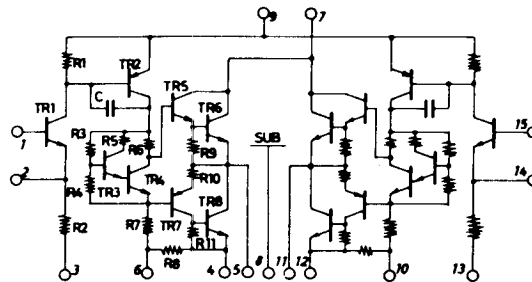 9 7
R1 TR2
TR1 C TR5 TR6
1 R3 R5 R6 R9 SUB 15
2 R4 TR3 TR4 R10 TR8 14
R2 R7 TR7 R11
R8
3 6 4 5 8 11 12 10 13